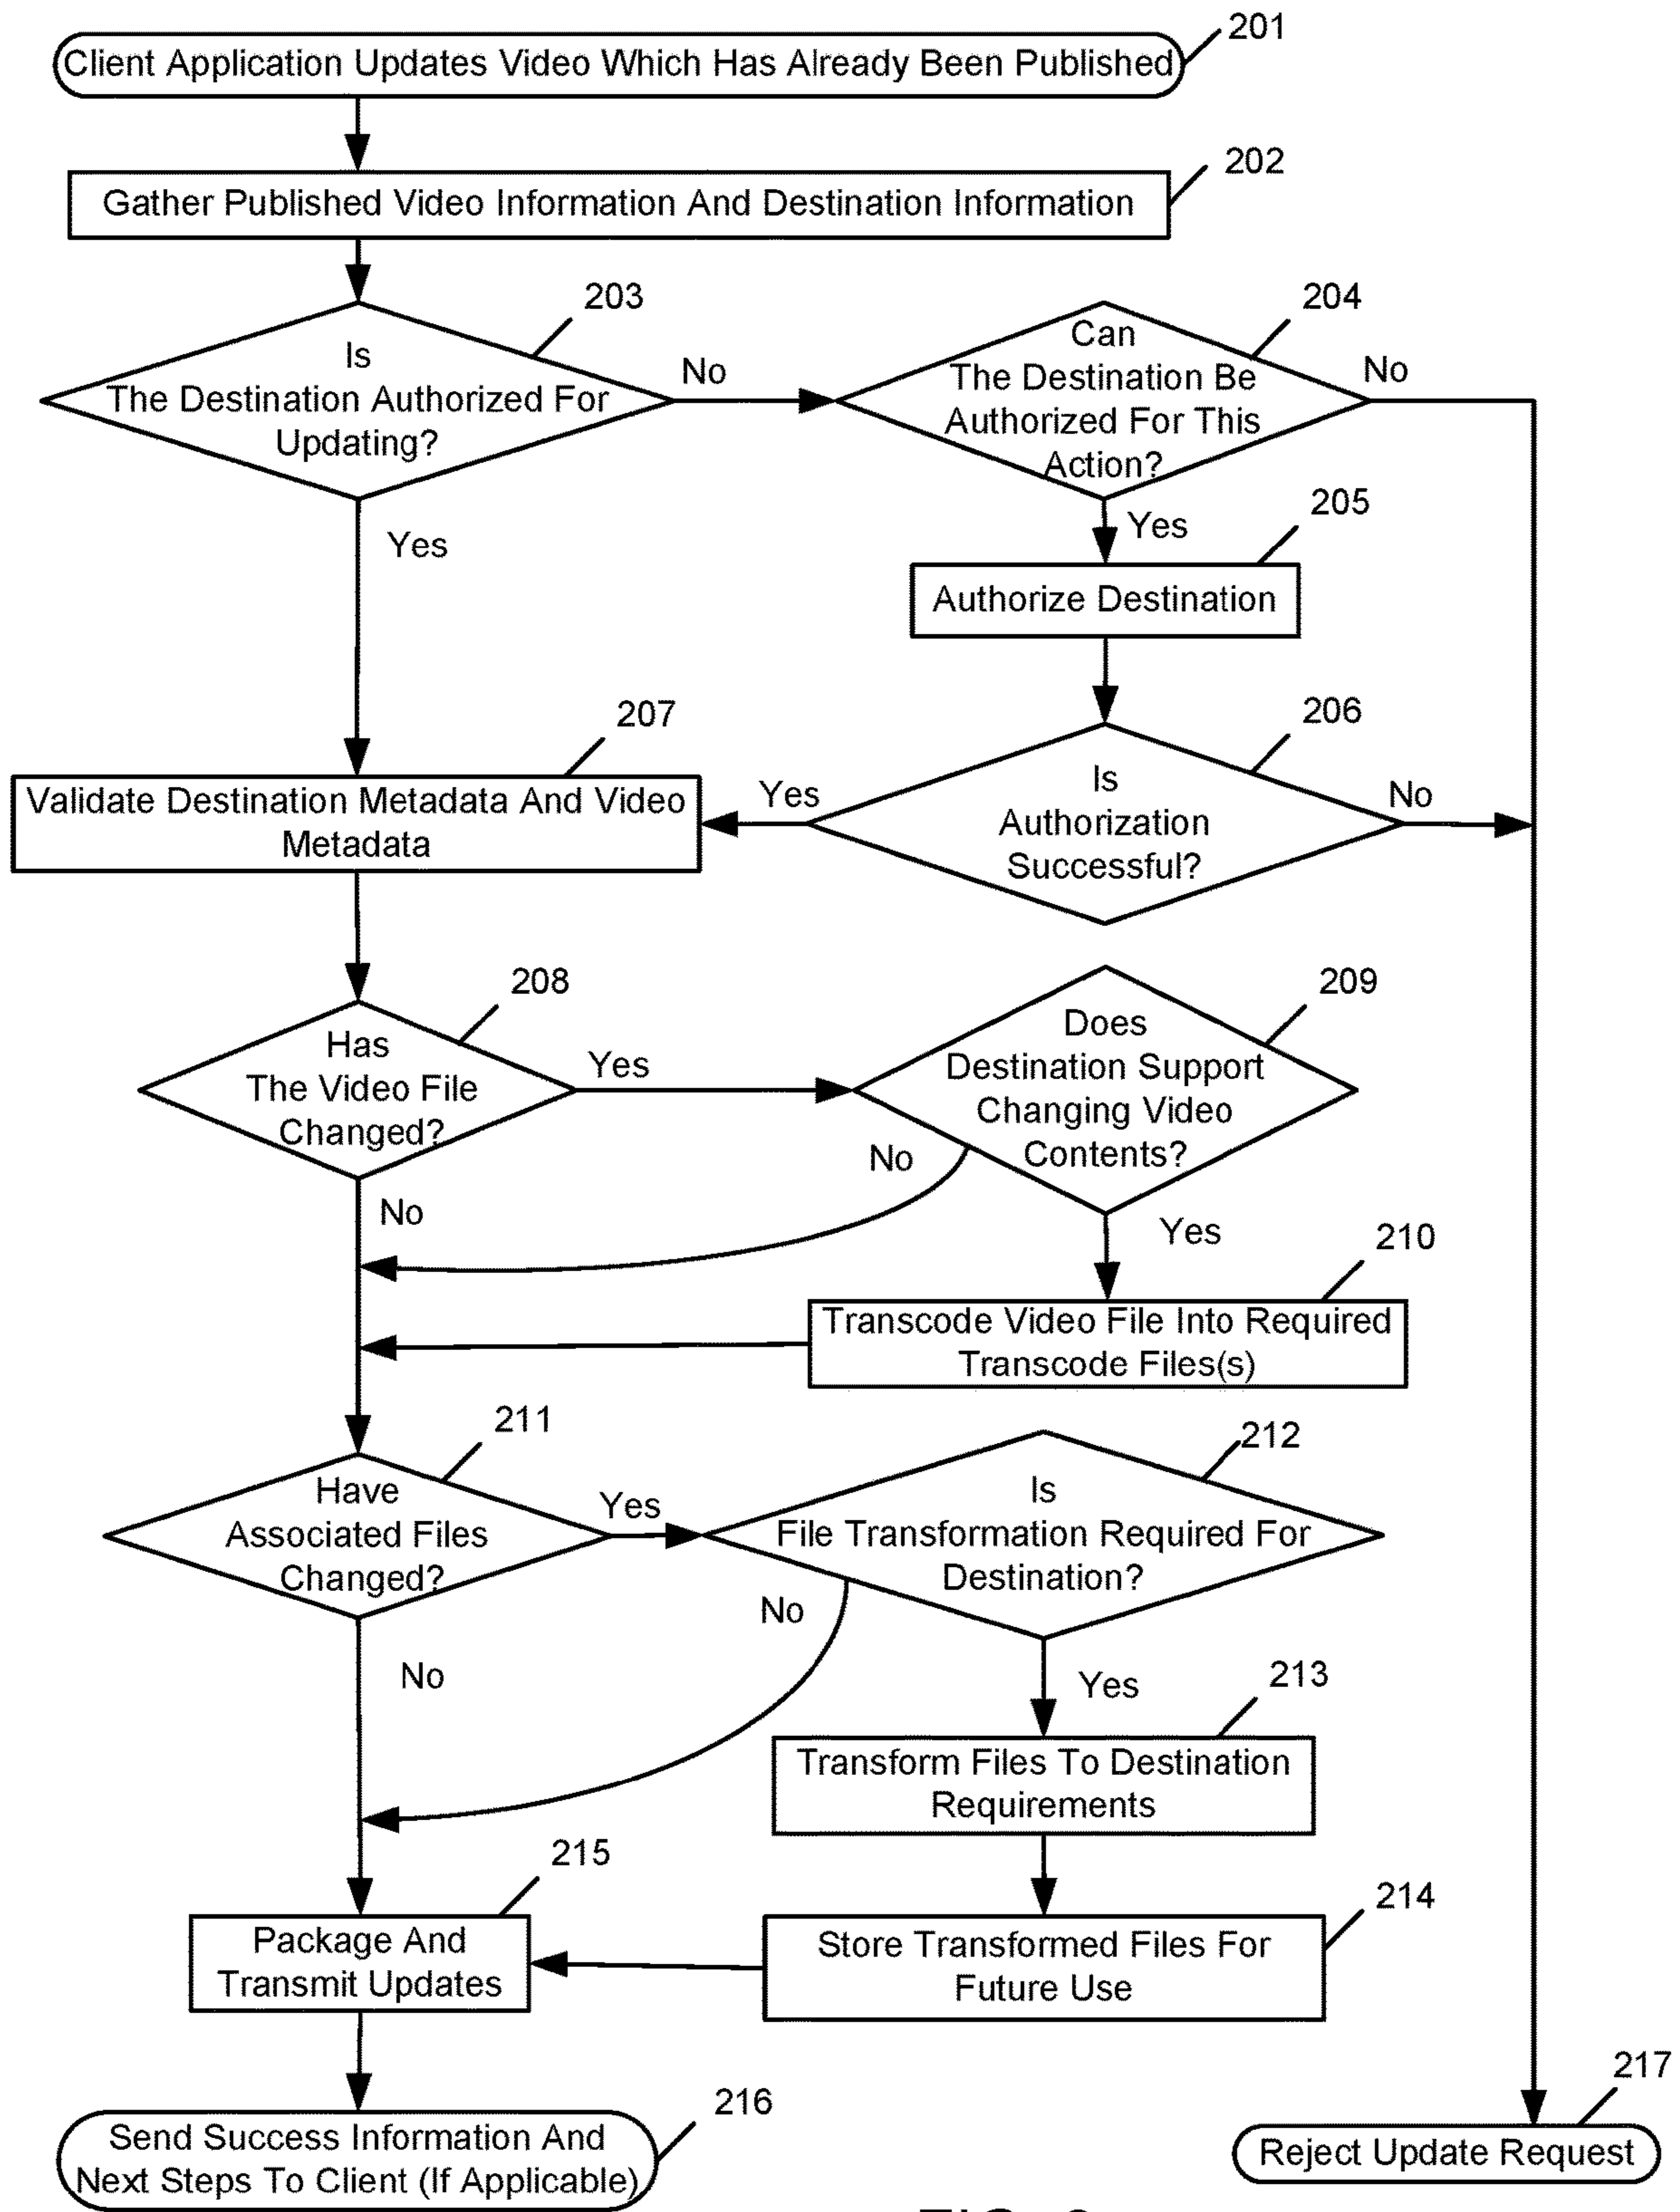 201
Client Application Updates Video Which Has Already Been Published
202
Gather Published Video Information And Destination Information
203
Is
The Destination Authorized For
Updating?
No
204
Can
The Destination Be
Authorized For This
Action?
No
Yes
Yes
205
Authorize Destination
206
Is
Authorization
Successful?
Yes
No
207
Validate Destination Metadata And Video
Metadata
208
Has
The Video File
Changed?
Yes
No
209
Does
Destination Support
Changing Video
Contents?
No
Yes
210
Transcode Video File Into Required
Transcode Files(s)
211
Have
Associated Files
Changed?
Yes
No
212
Is
File Transformation Required For
Destination?
No
Yes
213
Transform Files To Destination
Requirements
214
Store Transformed Files For
Future Use
215
Package And
Transmit Updates
216
Send Success Information And
Next Steps To Client (If Applicable)
217
Reject Update Request